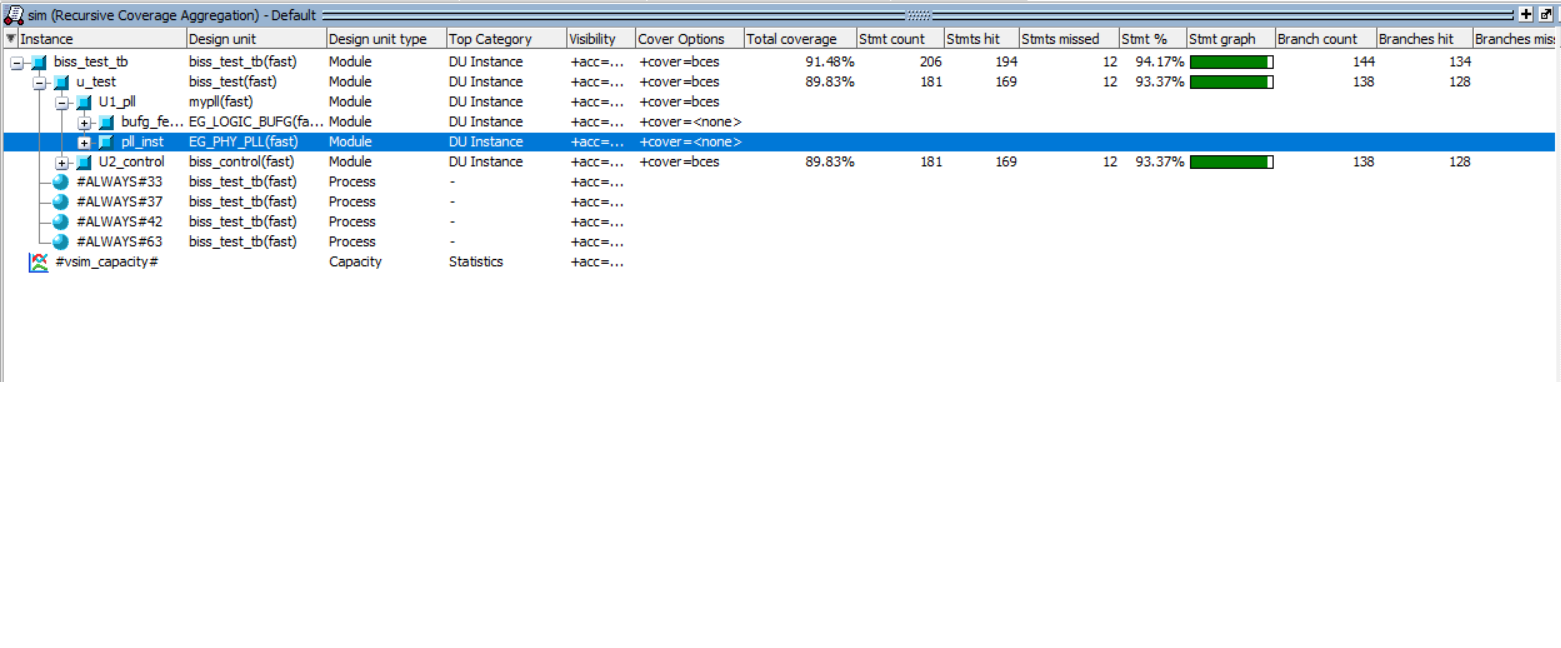 sim (Recursive Coverage Aggregation) - Default
Instance Design unit Design unit type Top Category Visibility Cover Options Total coverage Stmt count Stmts hit Stmts missed Stmt % Stmt graph Branch count Branches hit Branches miss
biss_test_tb biss_test_tb(fast) Module DU Instance +acc=... +cover=bces 91.48% 206 194 12 94.17% 144 134
u_test biss_test(fast) Module DU Instance +acc=... +cover=bces 89.83% 181 169 12 93.37% 138 128
U1_pll mypll(fast) Module DU Instance +acc=... +cover=bces
bufg_fe... EG_LOGIC_BUFG(fa... Module DU Instance +acc=... +cover=<none>
pll_inst EG_PHY_PLL(fast) Module DU Instance +acc=... +cover=<none>
U2_control biss_control(fast) Module DU Instance +acc=... +cover=bces 89.83% 181 169 12 93.37% 138 128
#ALWAYS#33 biss_test_tb(fast) Process - +acc=...
#ALWAYS#37 biss_test_tb(fast) Process - +acc=...
#ALWAYS#42 biss_test_tb(fast) Process - +acc=...
#ALWAYS#63 biss_test_tb(fast) Process - +acc=...
#vsim_capacity# Capacity Statistics +acc=...